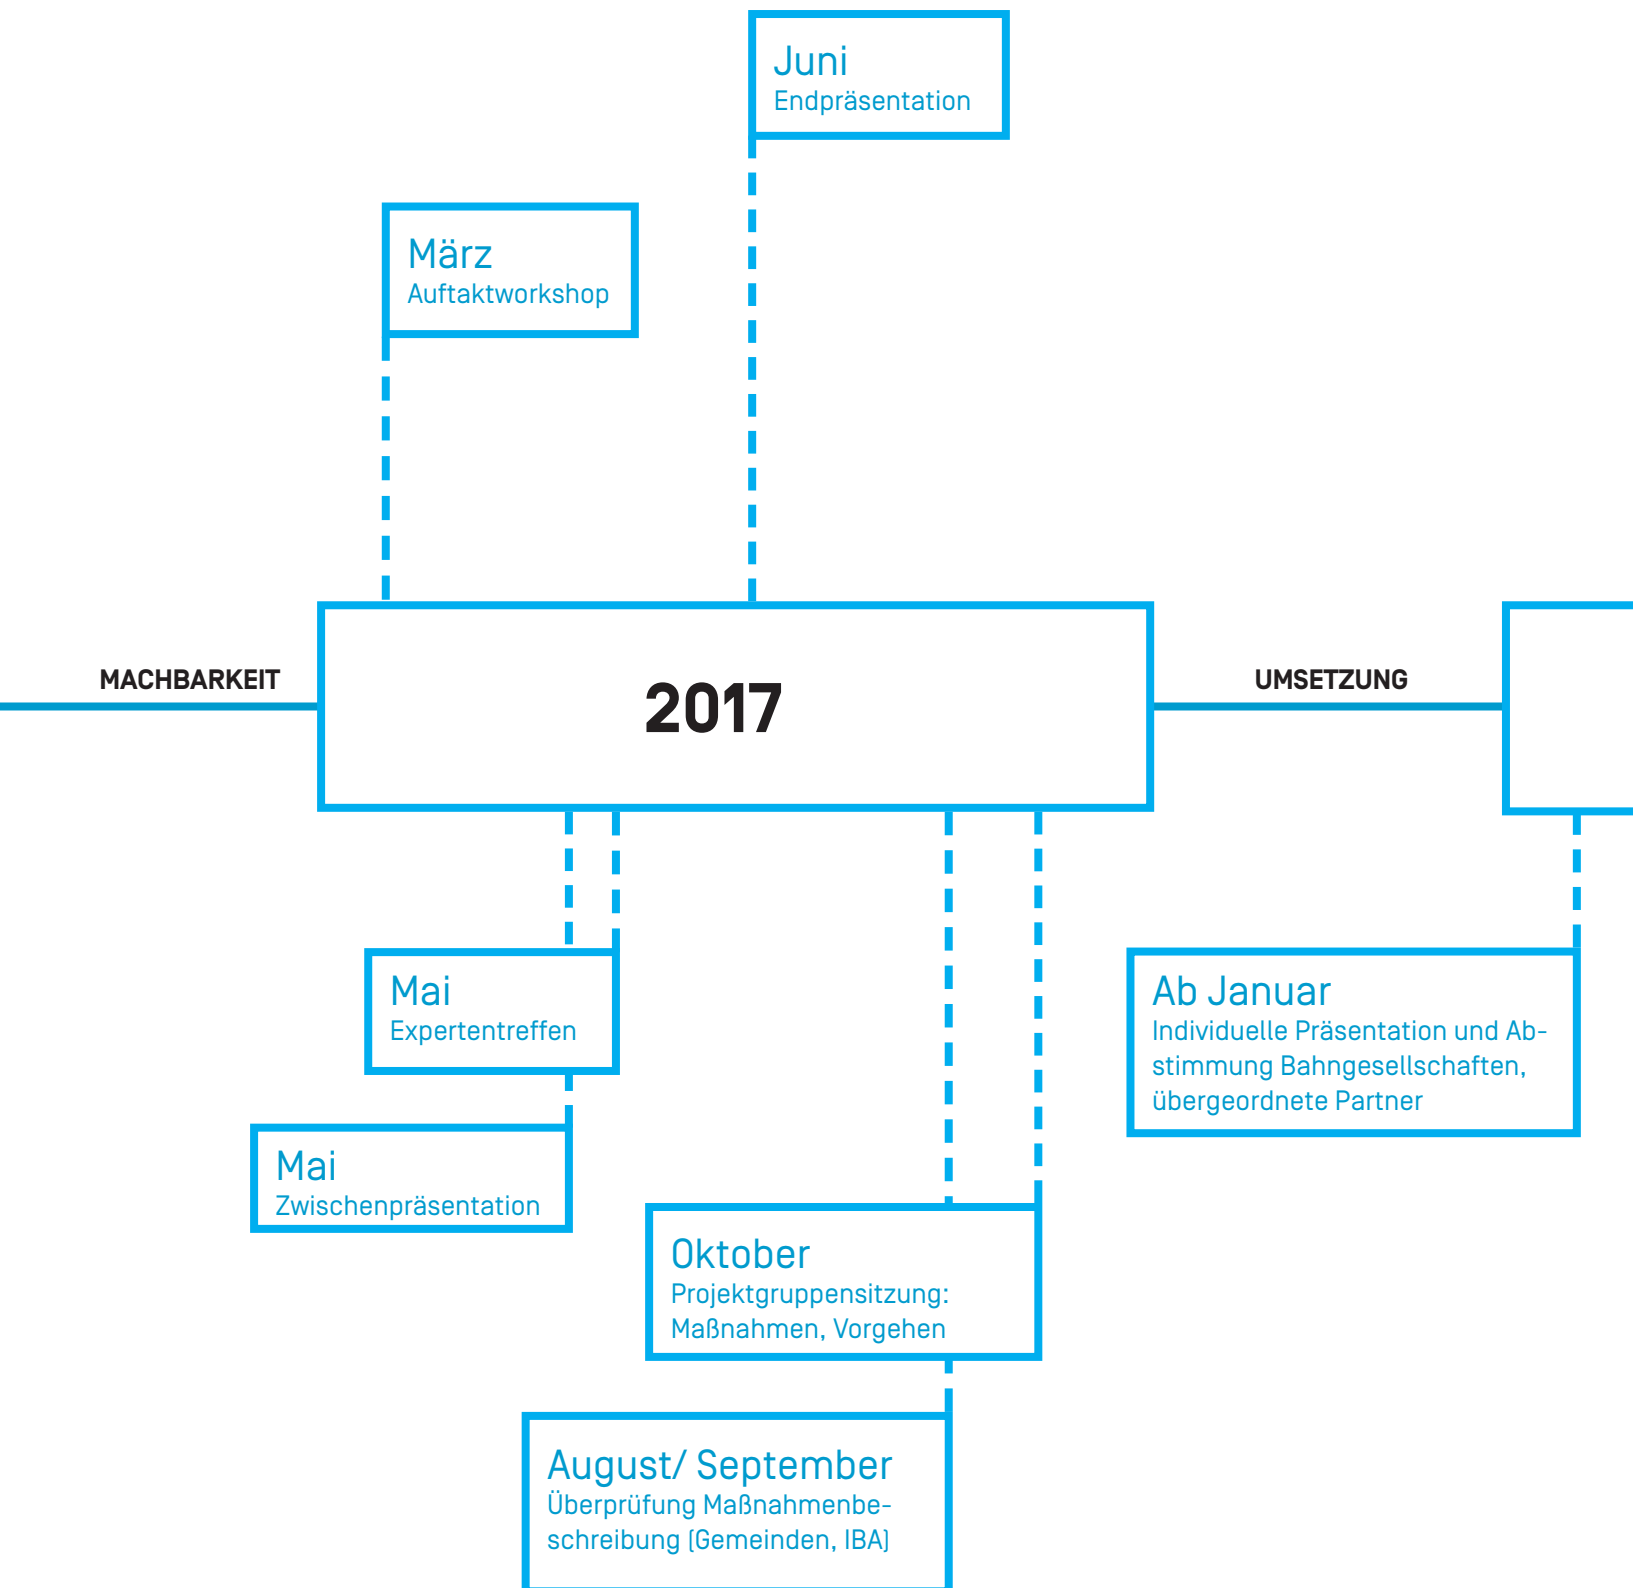 Juni
Endpräsentation
März
Auftaktworkshop
MACHBARKEIT
2017
UMSETZUNG
Mai
Expertentreffen
Ab Januar
Individuelle Präsentation und Ab-
stimmung Bahngesellschaften,
übergeordnete Partner
Mai
Zwischenpräsentation
Oktober
Projektgruppensitzung:
Maßnahmen, Vorgehen
August/ September
Überprüfung Maßnahmenbe-
schreibung (Gemeinden, IBA)